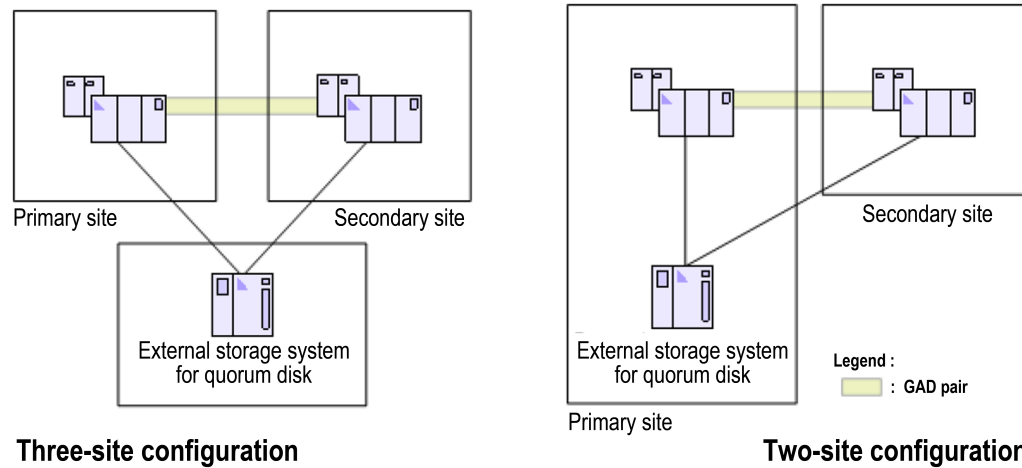 Primary site
Secondary site
External storage system
for quorum disk
Three-site configuration
Secondary site
External storage system
for quorum disk
Primary site
Legend :
: GAD pair
Two-site configuration